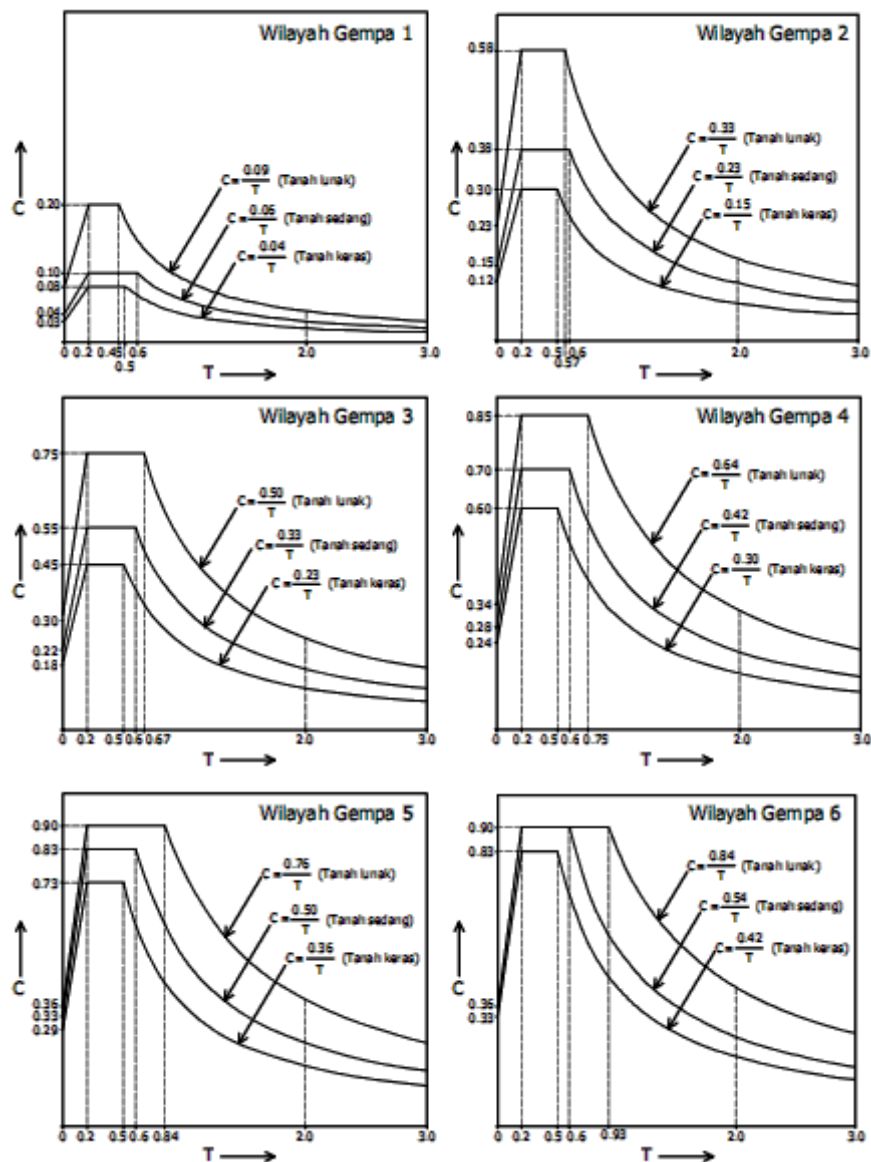 Wilayah Gempa 1
C
0.20
0.10
0.08
0.04
0.03
C = 0.09/T (Tanah lunak)
C = 0.06/T (Tanah sedang)
C = 0.04/T (Tanah keras)
0 0.2 0.45 0.6 2.0 3.0
0.5
T
Wilayah Gempa 2
0.58
0.38
0.30
0.23
0.15
0.12
C
C = 0.33/T (Tanah lunak)
C = 0.23/T (Tanah sedang)
C = 0.15/T (Tanah keras)
0 0.2 0.5 0.6 2.0 3.0
0.57
T
Wilayah Gempa 3
0.75
0.55
0.45
0.30
0.22
0.18
C
C = 0.50/T (Tanah lunak)
C = 0.33/T (Tanah sedang)
C = 0.23/T (Tanah keras)
0 0.2 0.5 0.6 0.67 2.0 3.0
T
Wilayah Gempa 4
0.85
0.70
0.60
0.34
0.28
0.24
C
C = 0.64/T (Tanah lunak)
C = 0.42/T (Tanah sedang)
C = 0.30/T (Tanah keras)
0 0.2 0.5 0.6 0.75 2.0 3.0
T
Wilayah Gempa 5
0.90
0.83
0.73
0.36
0.33
0.29
C
C = 0.76/T (Tanah lunak)
C = 0.50/T (Tanah sedang)
C = 0.36/T (Tanah keras)
0 0.2 0.5 0.6 0.84 2.0 3.0
T
Wilayah Gempa 6
0.90
0.83
0.36
0.33
C
C = 0.84/T (Tanah lunak)
C = 0.54/T (Tanah sedang)
C = 0.42/T (Tanah keras)
0 0.2 0.5 0.6 0.93 2.0 3.0
T